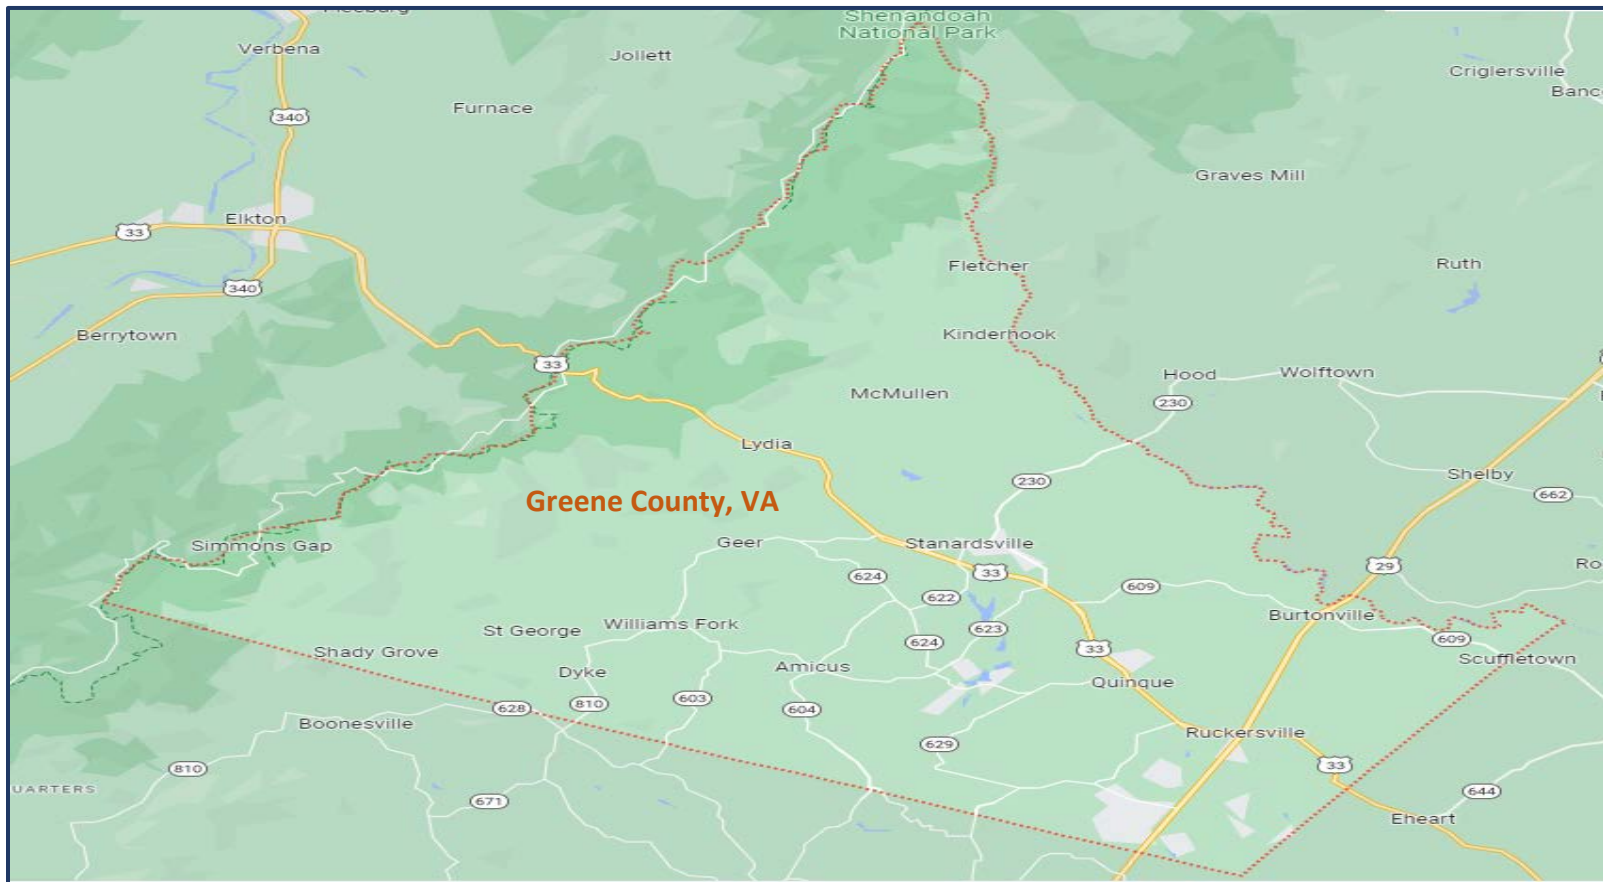 Shenandoah
National Park
Verbena
Jollett
Criglersville
Furnace
340
Graves Mill
Elkton
33
Fletcher
Ruth
340
Berrytown
Kinderhook
33
Hood
Wolftown
McMullen
230
Lydia
Shelby
230
662
Greene County, VA
Simmons Gap
Geer
Stanardsville
29
624
33
609
622
Burtonville
St George
Williams Fork
623
624
609
Shady Grove
33
Scuffletown
Dyke
Amicus
Quinque
603
810
628
604
Boonesville
Ruckersville
629
810
33
UARTERS
671
644
Eheart